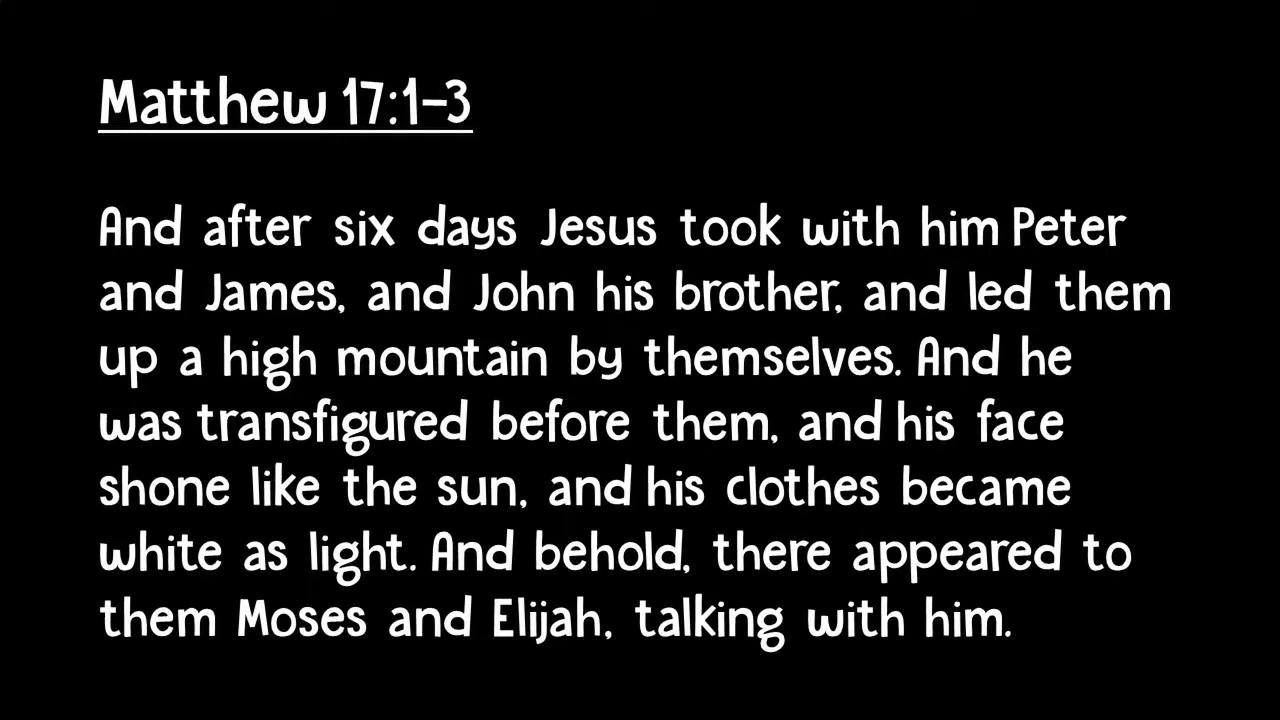 Matthew 17:1-3
And after six days Jesus took with him Peter
and James, and John his brother, and led them
up a high mountain by themselves. And he
was transfigured before them, and his face
shone like the sun, and his clothes became
white as light. And behold, there appeared to
them Moses and Elijah, talking with him.